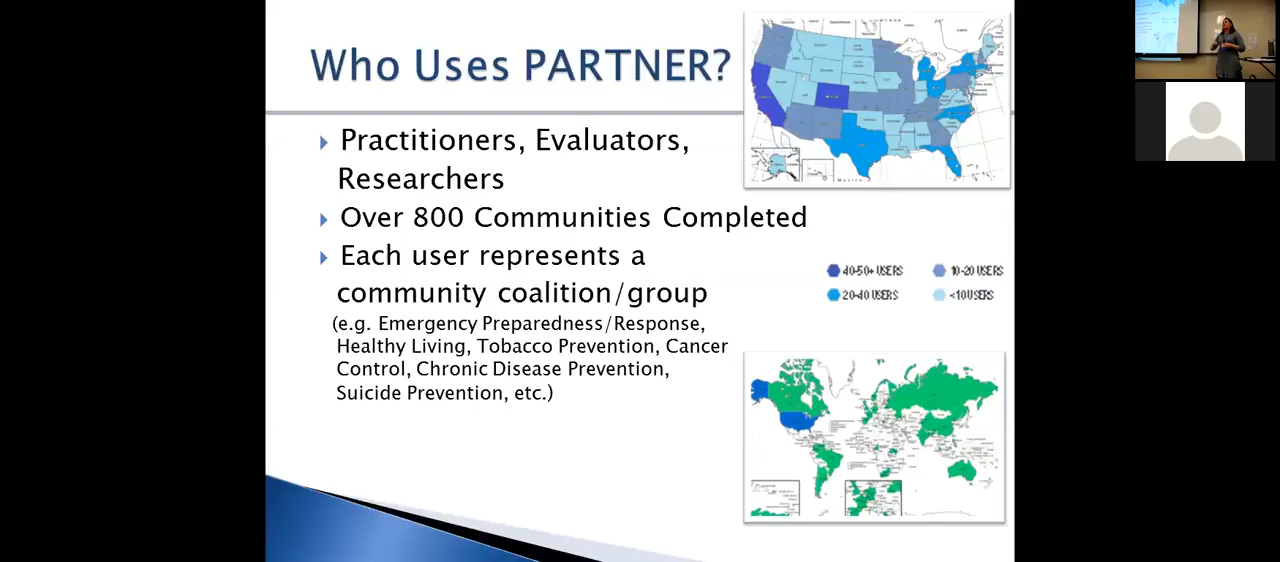 Who Uses PARTNER?
Practitioners, Evaluators,
Researchers
Over 800 Communities Completed
Each user represents a
community coalition/group
(e.g. Emergency Preparedness/Response,
Healthy Living, Tobacco Prevention, Cancer
Control, Chronic Disease Prevention,
Suicide Prevention, etc.)
40-50+ USERS
10-20 USERS
20-40 USERS
<10 USERS